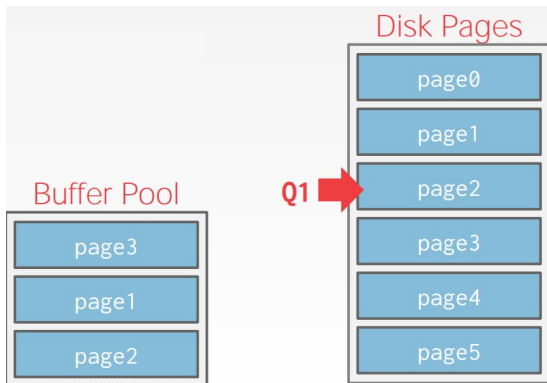 Disk Pages
page0
page1
Q1
page2
page3
page4
page5
Buffer Pool
page3
page1
page2